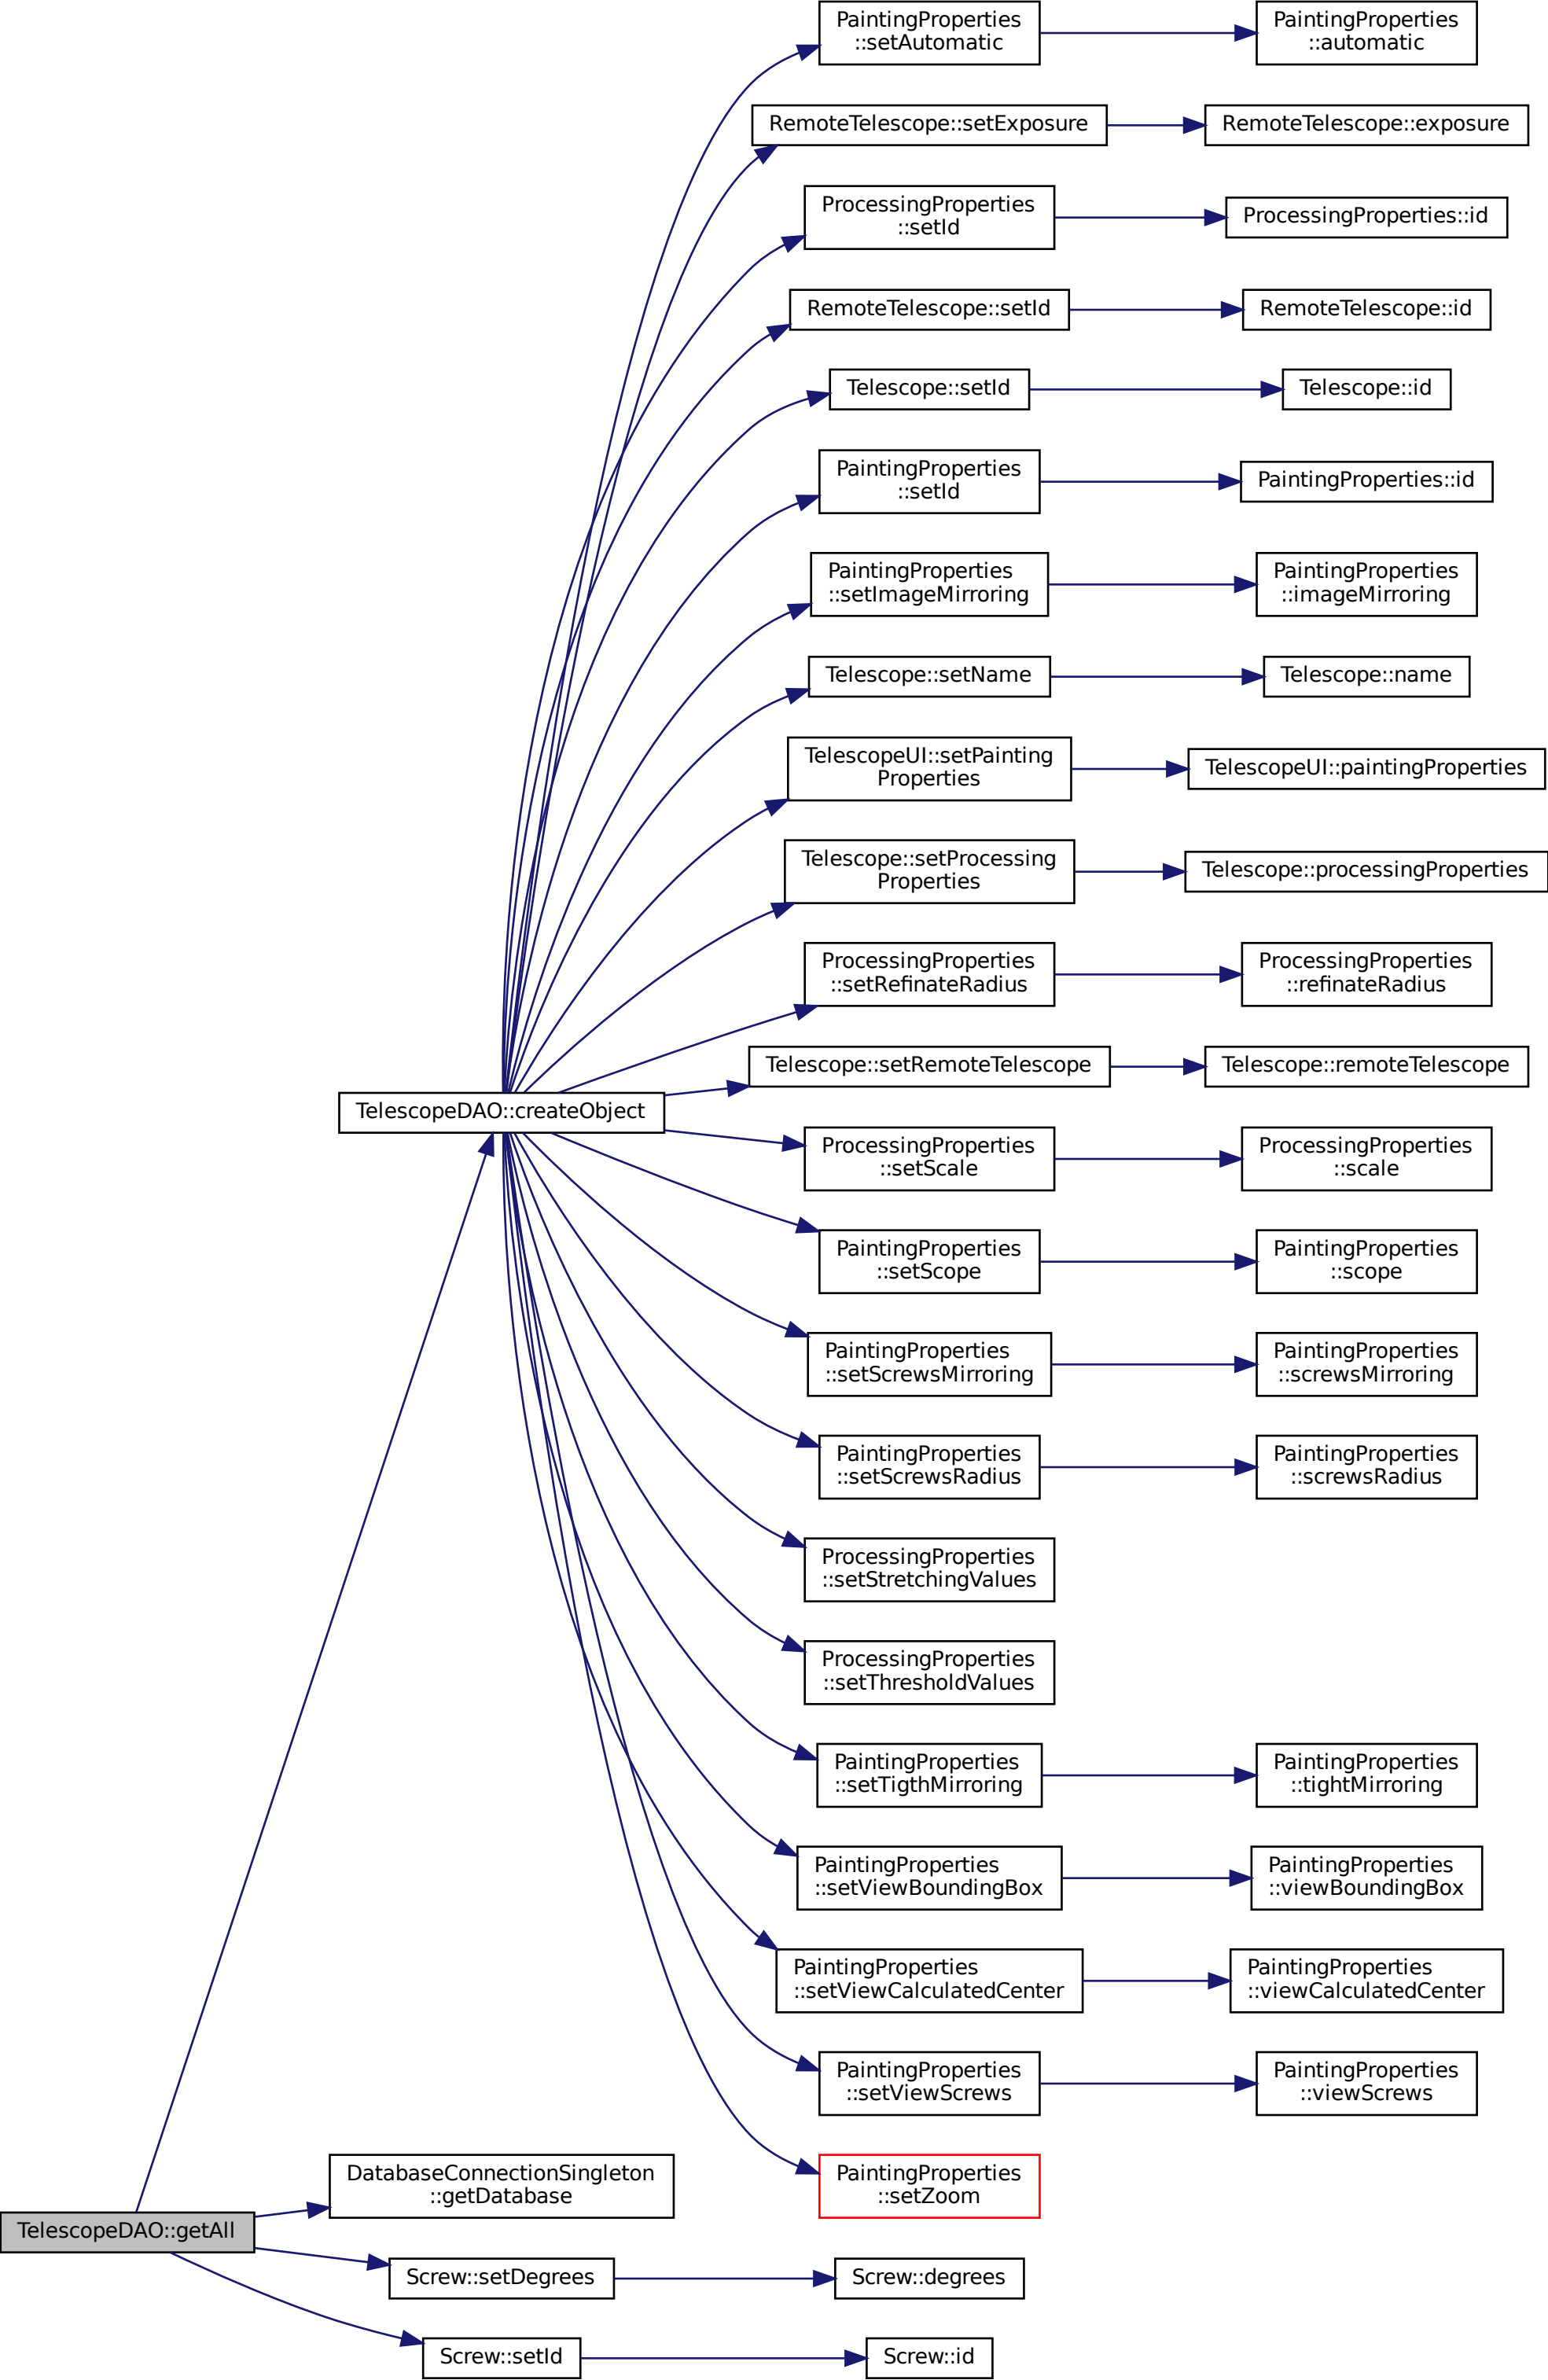 PaintingProperties
::setAutomatic
PaintingProperties
::automatic
RemoteTelescope::setExposure
RemoteTelescope::exposure
ProcessingProperties
::setId
ProcessingProperties::id
RemoteTelescope::setId
RemoteTelescope::id
Telescope::setId
Telescope::id
PaintingProperties
::setId
PaintingProperties::id
PaintingProperties
::setImageMirroring
PaintingProperties
::imageMirroring
Telescope::setName
Telescope::name
TelescopeUI::setPainting
Properties
TelescopeUI::paintingProperties
Telescope::setProcessing
Properties
Telescope::processingProperties
ProcessingProperties
::setRefinateRadius
ProcessingProperties
::refinateRadius
Telescope::setRemoteTelescope
Telescope::remoteTelescope
TelescopeDAO::createObject
ProcessingProperties
::setScale
ProcessingProperties
::scale
PaintingProperties
::setScope
PaintingProperties
::scope
PaintingProperties
::setScrewsMirroring
PaintingProperties
::screwsMirroring
PaintingProperties
::setScrewsRadius
PaintingProperties
::screwsRadius
ProcessingProperties
::setStretchingValues
ProcessingProperties
::setThresholdValues
PaintingProperties
::setTigthMirroring
PaintingProperties
::tightMirroring
PaintingProperties
::setViewBoundingBox
PaintingProperties
::viewBoundingBox
PaintingProperties
::setViewCalculatedCenter
PaintingProperties
::viewCalculatedCenter
PaintingProperties
::setViewScrews
PaintingProperties
::viewScrews
PaintingProperties
::setZoom
DatabaseConnectionSingleton
::getDatabase
TelescopeDAO::getAll
Screw::setDegrees
Screw::degrees
Screw::setId
Screw::id